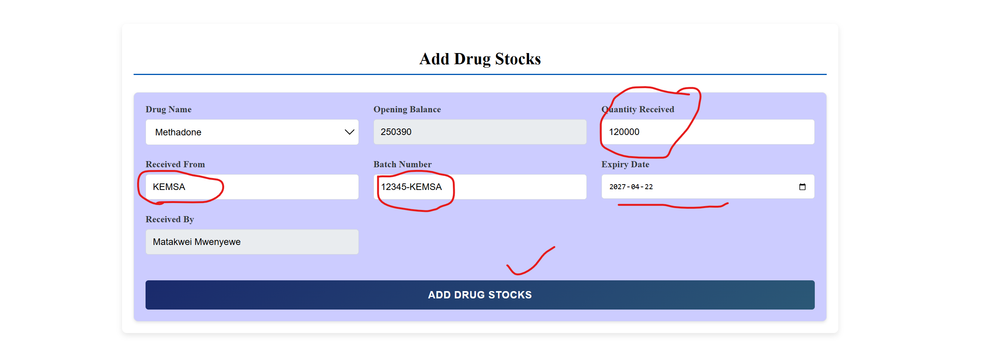 Add Drug Stocks
Drug Name Opening Balance Quantity Received
Methadone 250390 120000
Received From Batch Number Expiry Date
KEMSA 12345-KEMSA 2027-04-22
Received By
Matakwei Mwenyewe
ADD DRUG STOCKS